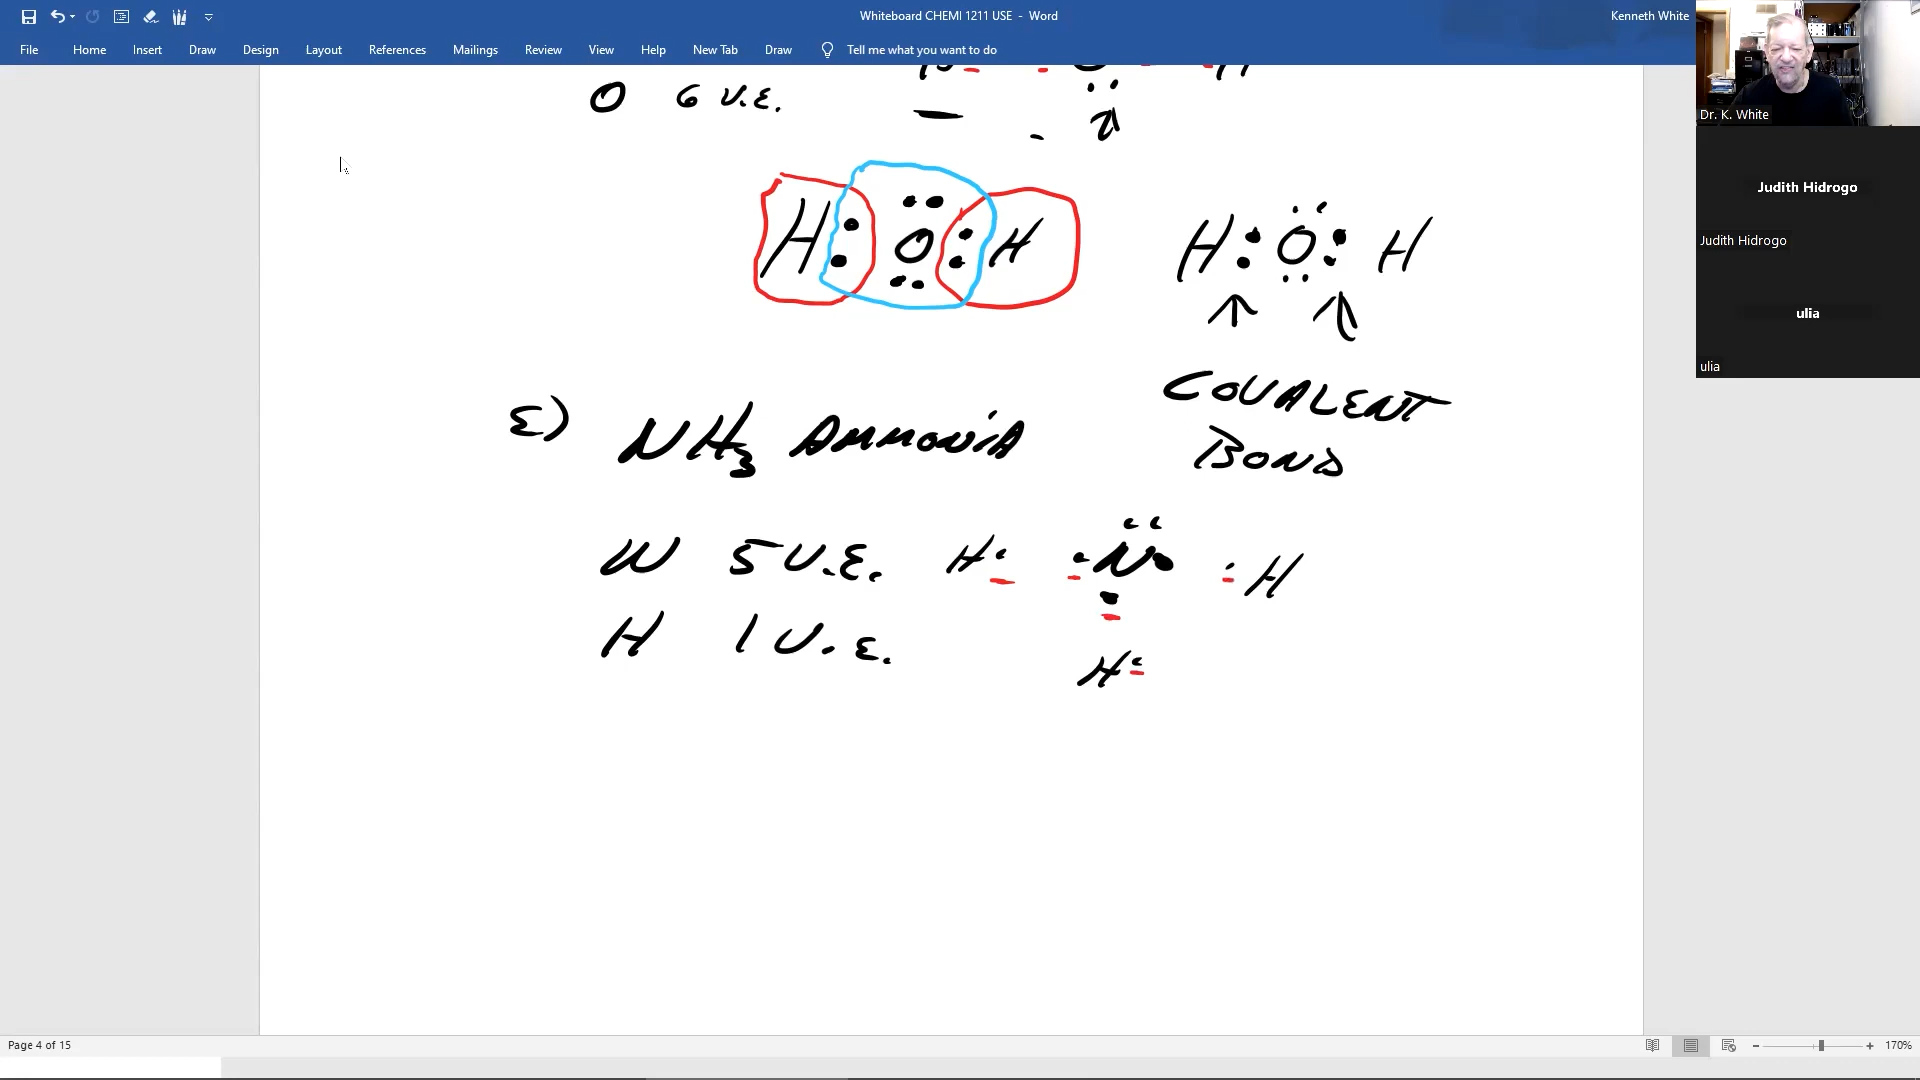 Whiteboard CHEMI 1211 USE - Word
Kenneth White
File Home Insert Draw Design Layout References Mailings Review View Help New Tab Draw Tell me what you want to do
Dr. K. White
Judith Hidrogo
Judith Hidrogo
ulia
ulia
O 6 V.E.
H : O : H
H : O : H
COVALENT
BOND
E) NH3 AMMONIA
N 5 V.E. H· ·N· ·H
H 1 V.E.
H·
Page 4 of 15
170%